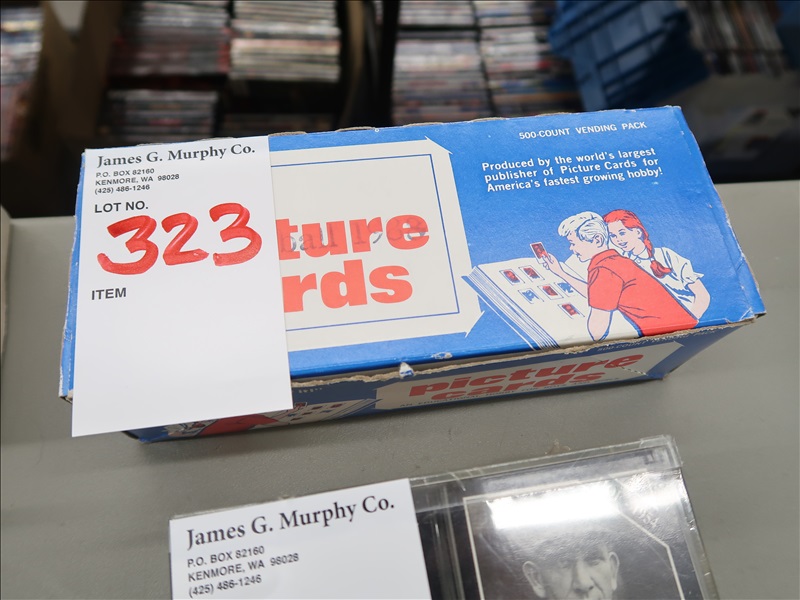 James G. Murphy Co.
P.O. BOX 82160
KENMORE, WA 98028
(425) 486-1246
LOT NO.
323
ITEM
500-COUNT VENDING PACK
Produced by the world's largest
publisher of Picture Cards for
America's fastest growing hobby!
ture
rds
picture
cards
James G. Murphy Co.
P.O. BOX 82160
KENMORE, WA 98028
(425) 486-1246